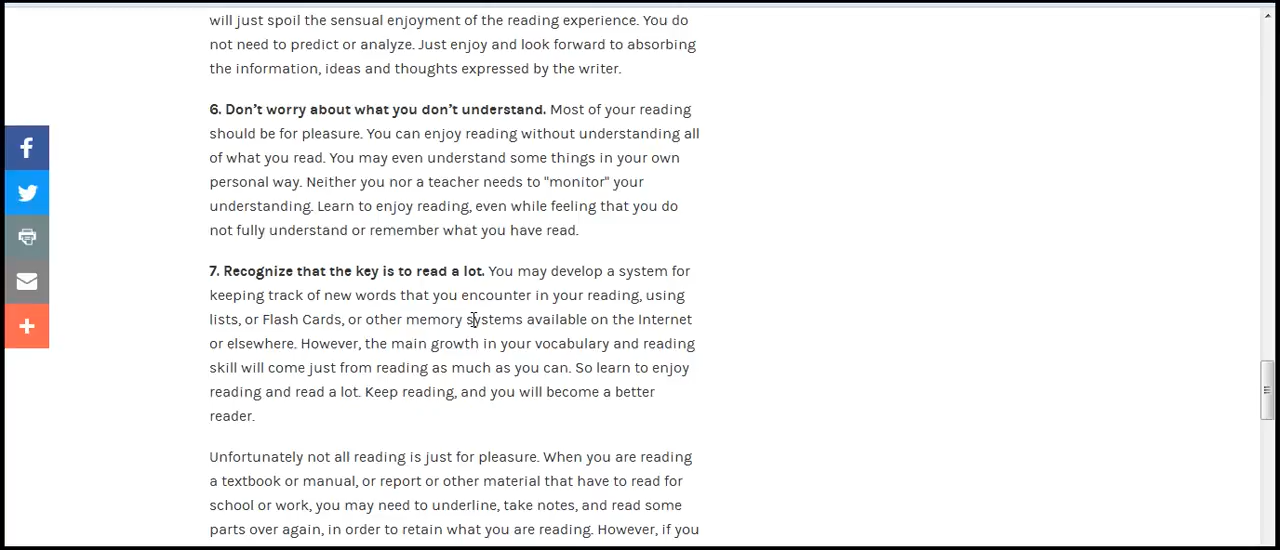 will just spoil the sensual enjoyment of the reading experience. You do
not need to predict or analyze. Just enjoy and look forward to absorbing
the information, ideas and thoughts expressed by the writer.
6. Don’t worry about what you don’t understand. Most of your reading
should be for pleasure. You can enjoy reading without understanding all
of what you read. You may even understand some things in your own
personal way. Neither you nor a teacher needs to "monitor" your
understanding. Learn to enjoy reading, even while feeling that you do
not fully understand or remember what you have read.
7. Recognize that the key is to read a lot. You may develop a system for
keeping track of new words that you encounter in your reading, using
lists, or Flash Cards, or other memory systems available on the Internet
or elsewhere. However, the main growth in your vocabulary and reading
skill will come just from reading as much as you can. So learn to enjoy
reading and read a lot. Keep reading, and you will become a better
reader.
Unfortunately not all reading is just for pleasure. When you are reading
a textbook or manual, or report or other material that have to read for
school or work, you may need to underline, take notes, and read some
parts over again, in order to retain what you are reading. However, if you